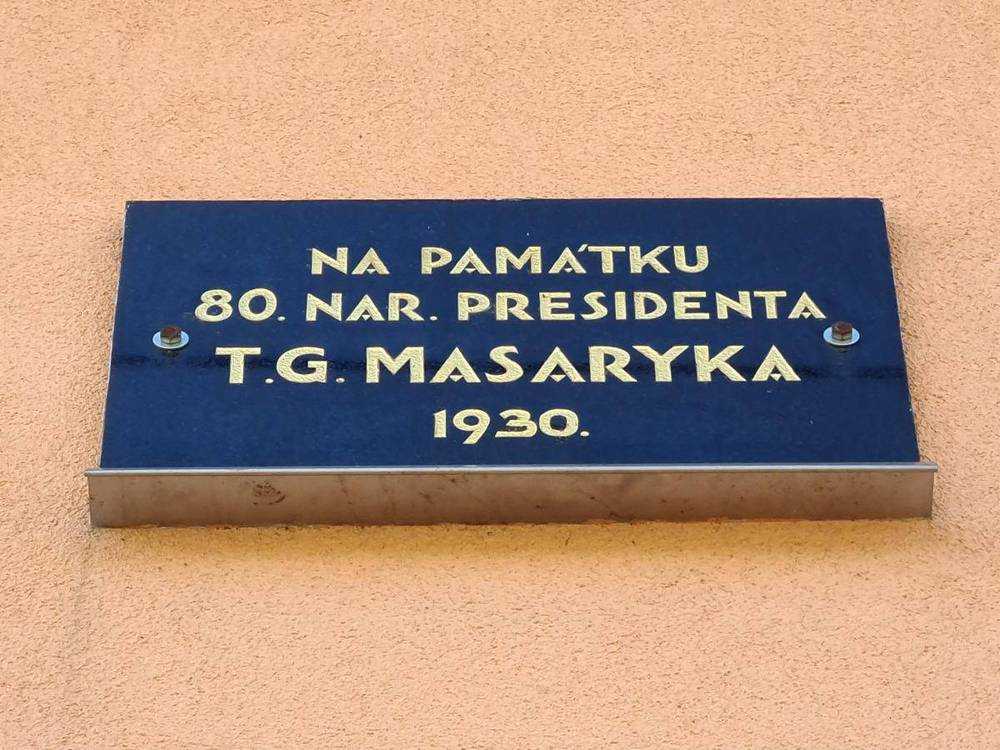 NA PAMÁTKU
80. NAR. PRESIDENTA
T.G. MASARYKA
1930.